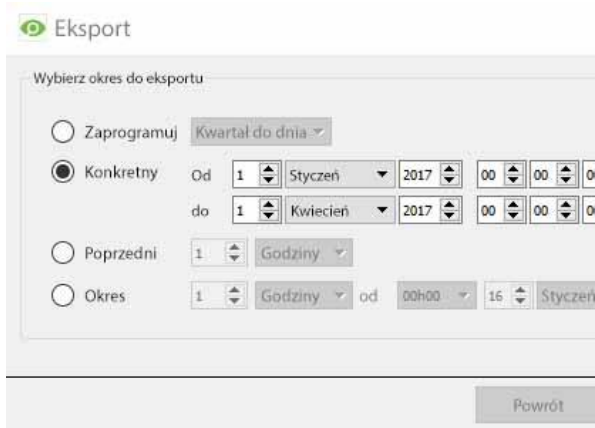 Eksport
Wybierz okres do eksportu
Zaprogramuj Kwartał do dnia
Konkretny Od 1 Styczeń 2017 00 00
do 1 Kwiecień 2017 00 00
Poprzedni 1 Godziny
Okres 1 Godziny od 00h00 16 Styczeń
Powrót